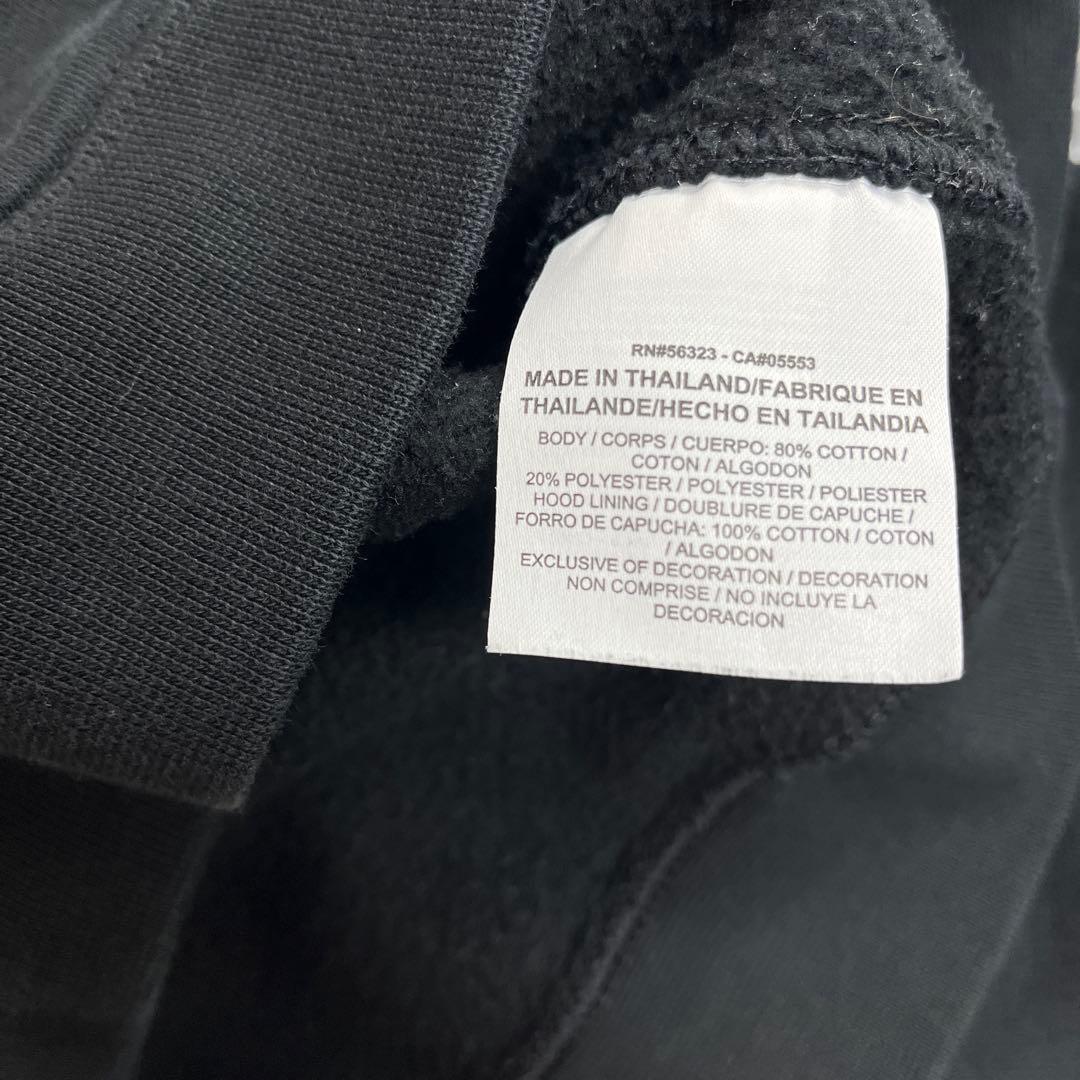 RN#56323 - CA#05553
MADE IN THAILAND/FABRIQUE EN
THAILANDE/HECHO EN TAILANDIA
BODY / CORPS / CUERPO: 80% COTTON /
COTON / ALGODON
20% POLYESTER / POLYESTER / POLIESTER
HOOD LINING / DOUBLURE DE CAPUCHE /
FORRO DE CAPUCHA: 100% COTTON / COTON
/ ALGODON
EXCLUSIVE OF DECORATION / DECORATION
NON COMPRISE / NO INCLUYE LA
DECORACION